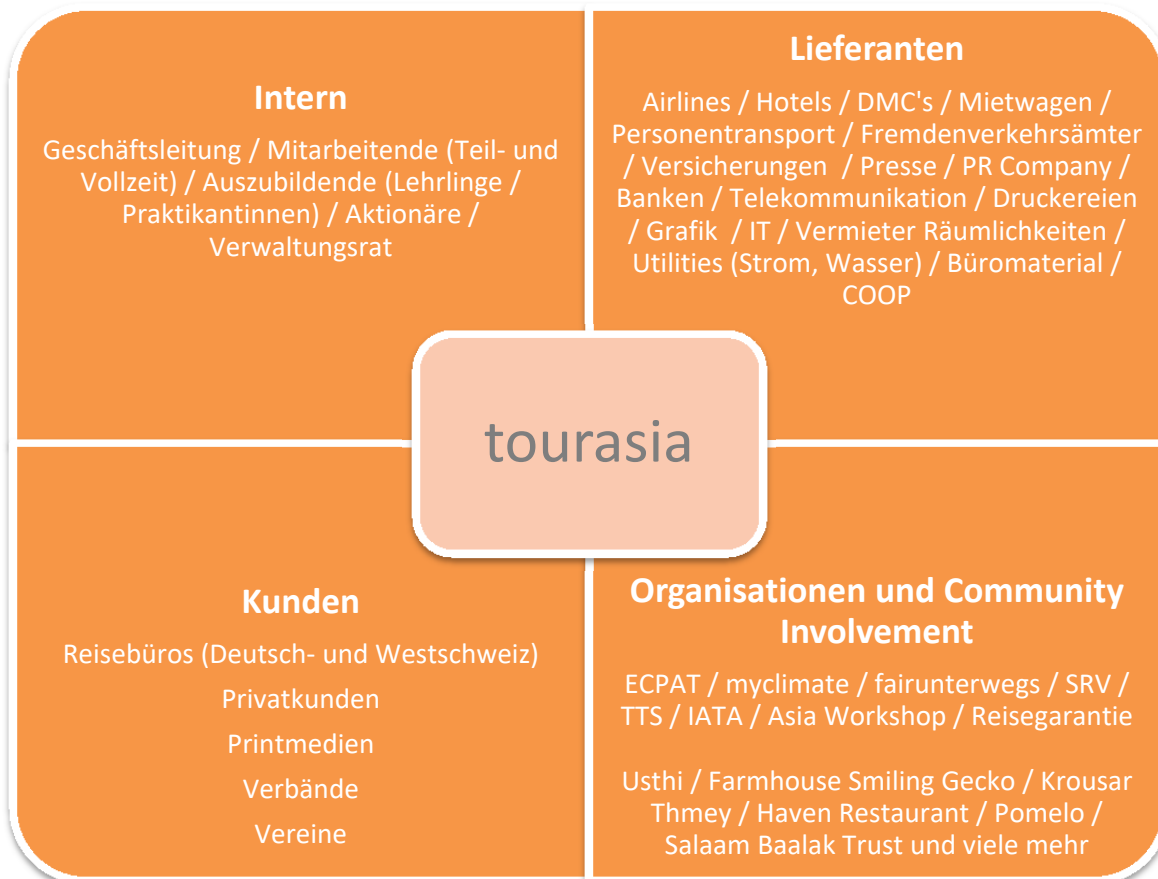 Intern
Geschäftsleitung / Mitarbeitende (Teil- und
Vollzeit) / Auszubildende (Lehrlinge /
Praktikantinnen) / Aktionäre /
Verwaltungsrat
Lieferanten
Airlines / Hotels / DMC's / Mietwagen /
Personentransport / Fremdenverkehrsämter
/ Versicherungen / Presse / PR Company /
Banken / Telekommunikation / Druckereien
/ Grafik / IT / Vermieter Räumlichkeiten /
Utilities (Strom, Wasser) / Büromaterial /
COOP
tourasia
Kunden
Reisebüros (Deutsch- und Westschweiz)
Privatkunden
Printmedien
Verbände
Vereine
Organisationen und Community
Involvement
ECPAT / myclimate / fairunterwegs / SRV /
TTS / IATA / Asia Workshop / Reisegarantie
Usthi / Farmhouse Smiling Gecko / Krousar
Thmey / Haven Restaurant / Pomelo /
Salaam Baalak Trust und viele mehr